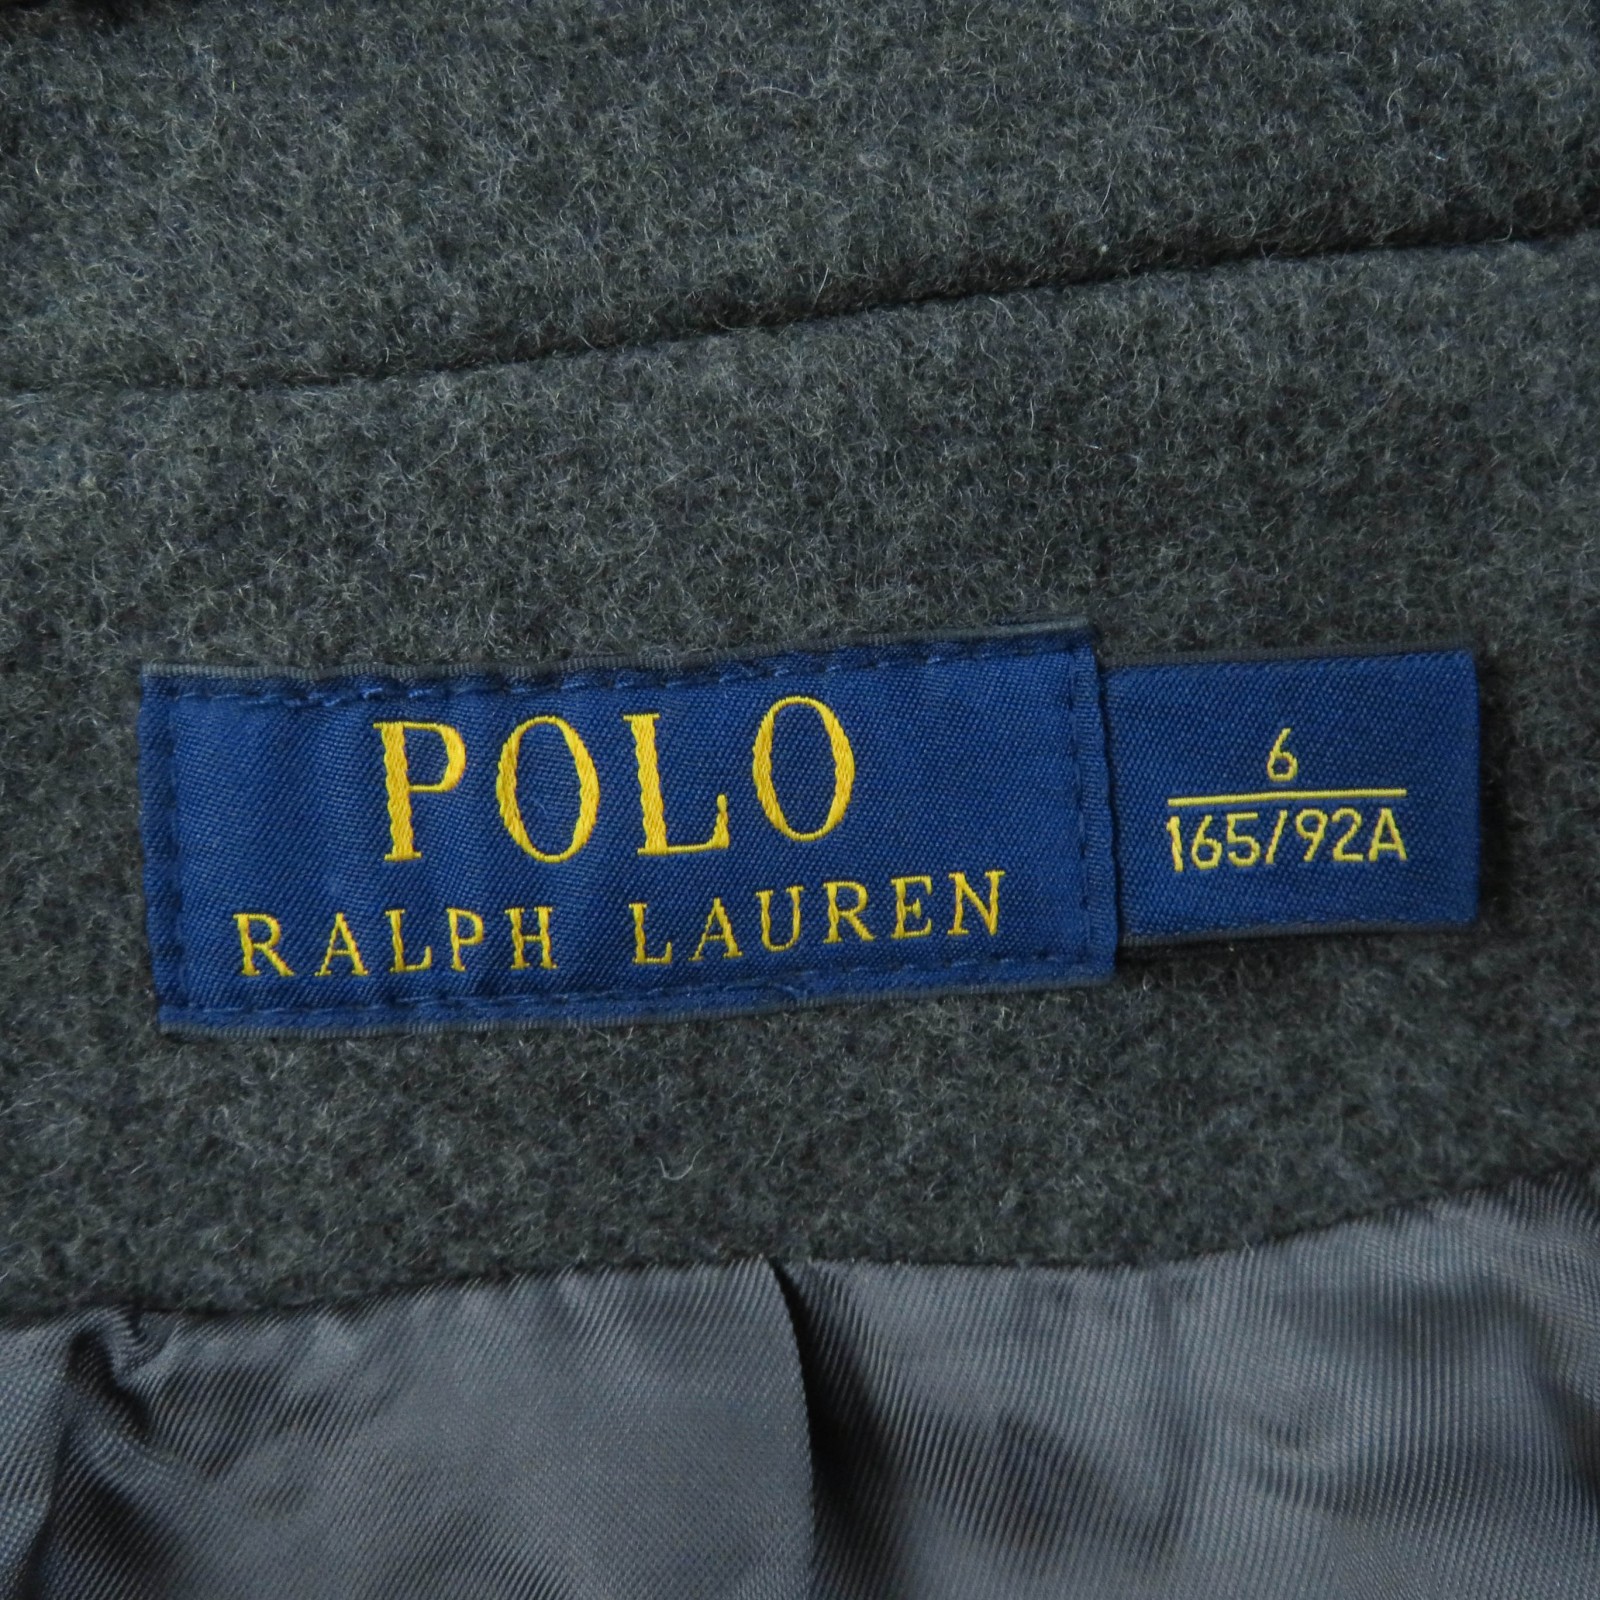 POLO
RALPH LAUREN
6
165/92A